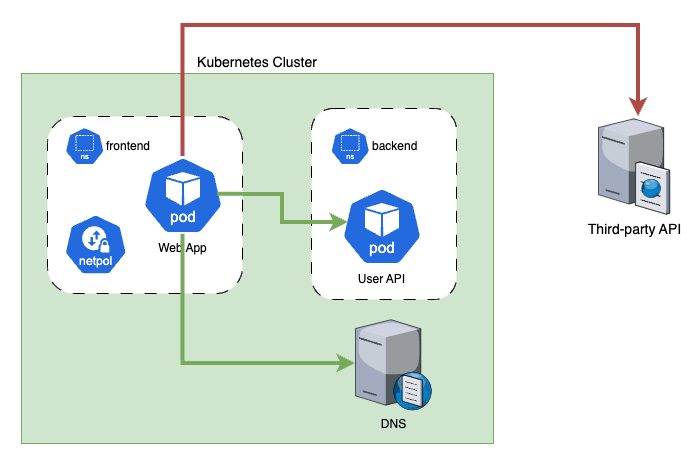 Kubernetes Cluster
ns
frontend
ns
backend
pod
Web App
netpol
pod
User API
Third-party API
DNS